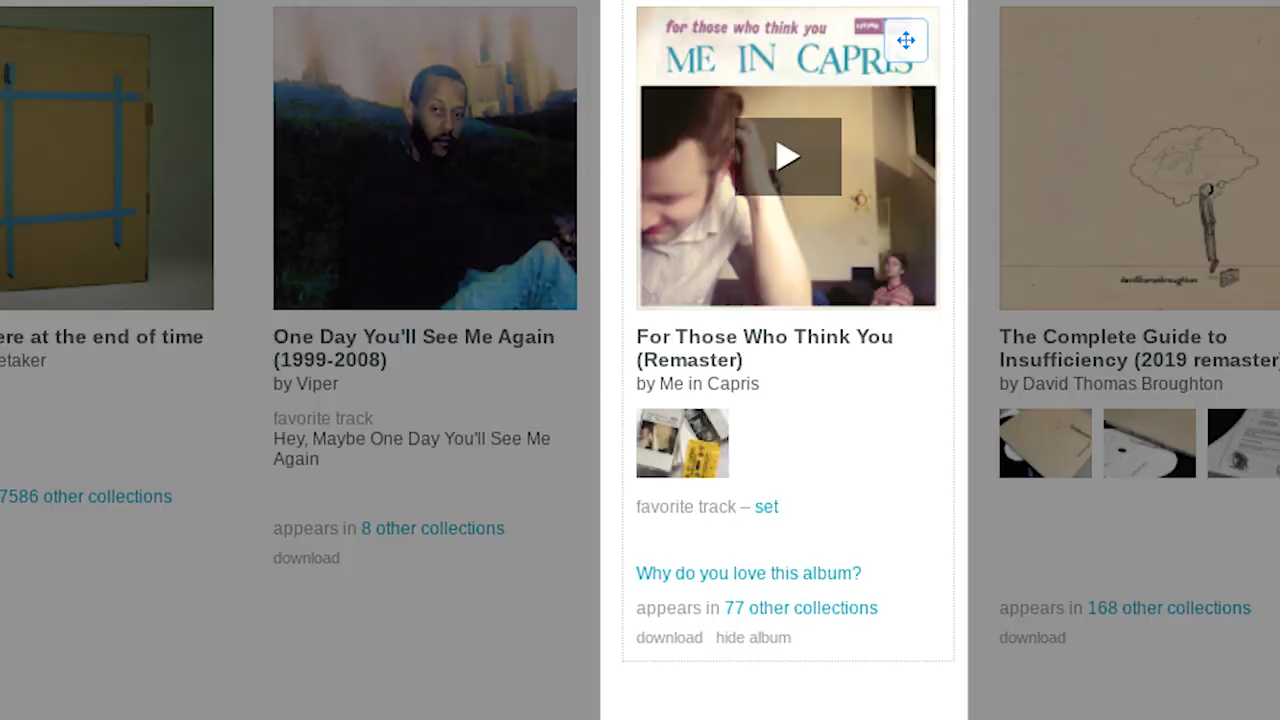 ere at the end of time
etaker
7586 other collections
One Day You'll See Me Again
(1999-2008)
by Viper
favorite track
Hey, Maybe One Day You'll See Me
Again
appears in 8 other collections
download
for those who think you
ME IN CAPRIS
For Those Who Think You
(Remaster)
by Me in Capris
favorite track – set
Why do you love this album?
appears in 77 other collections
download hide album
davidthomasbroughton
The Complete Guide to
Insufficiency (2019 remaster
by David Thomas Broughton
appears in 168 other collections
download